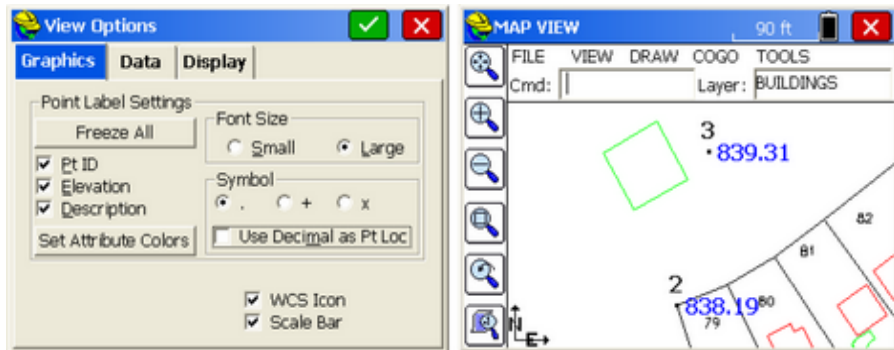 View Options
Graphics Data Display
Point Label Settings
Freeze All
Pt ID
Elevation
Description
Set Attribute Colors
Font Size
Small Large
Symbol
. + x
Use Decimal as Pt Loc
WCS Icon
Scale Bar
MAP VIEW 90 ft
FILE VIEW DRAW COGO TOOLS
Cmd: Layer: BUILDINGS
3
839.31
82
81
2
838.19 80
79
N
E